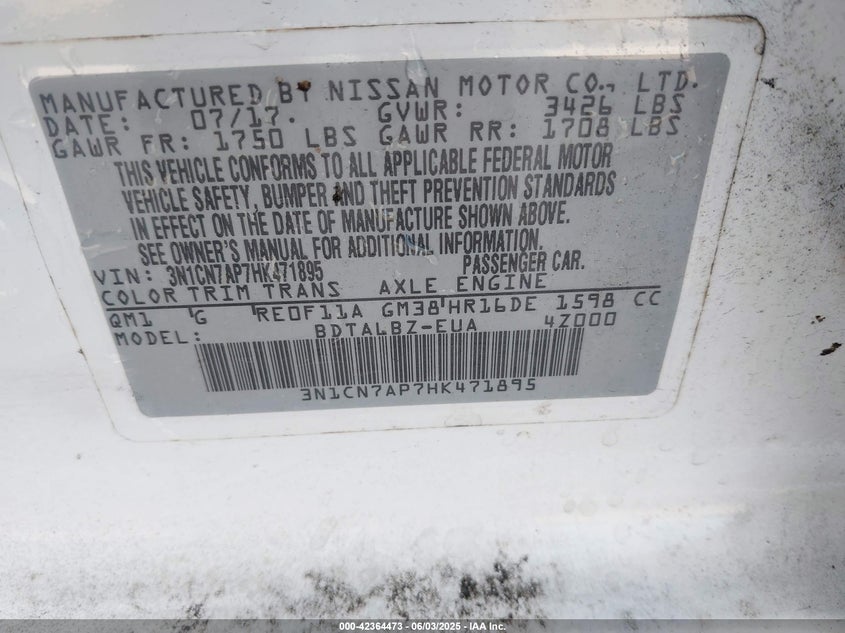 MANUFACTURED BY NISSAN MOTOR CO., LTD.
DATE: 07/17. GVWR: 3426 LBS
GAWR FR: 1750 LBS GAWR RR: 1708 LBS
THIS VEHICLE CONFORMS TO ALL APPLICABLE FEDERAL MOTOR
VEHICLE SAFETY, BUMPER AND THEFT PREVENTION STANDARDS
IN EFFECT ON THE DATE OF MANUFACTURE SHOWN ABOVE.
SEE OWNER'S MANUAL FOR ADDITIONAL INFORMATION.
VIN: 3N1CN7AP7HK471895 PASSENGER CAR.
COLOR TRIM TRANS AXLE ENGINE
QM1 G RE0F11A GM38 HR16DE 1598 CC
MODEL: BDTALBZ-EUA 4Z000
3N1CN7AP7HK471895
000-42364473 - 06/03/2025 - IAA Inc.